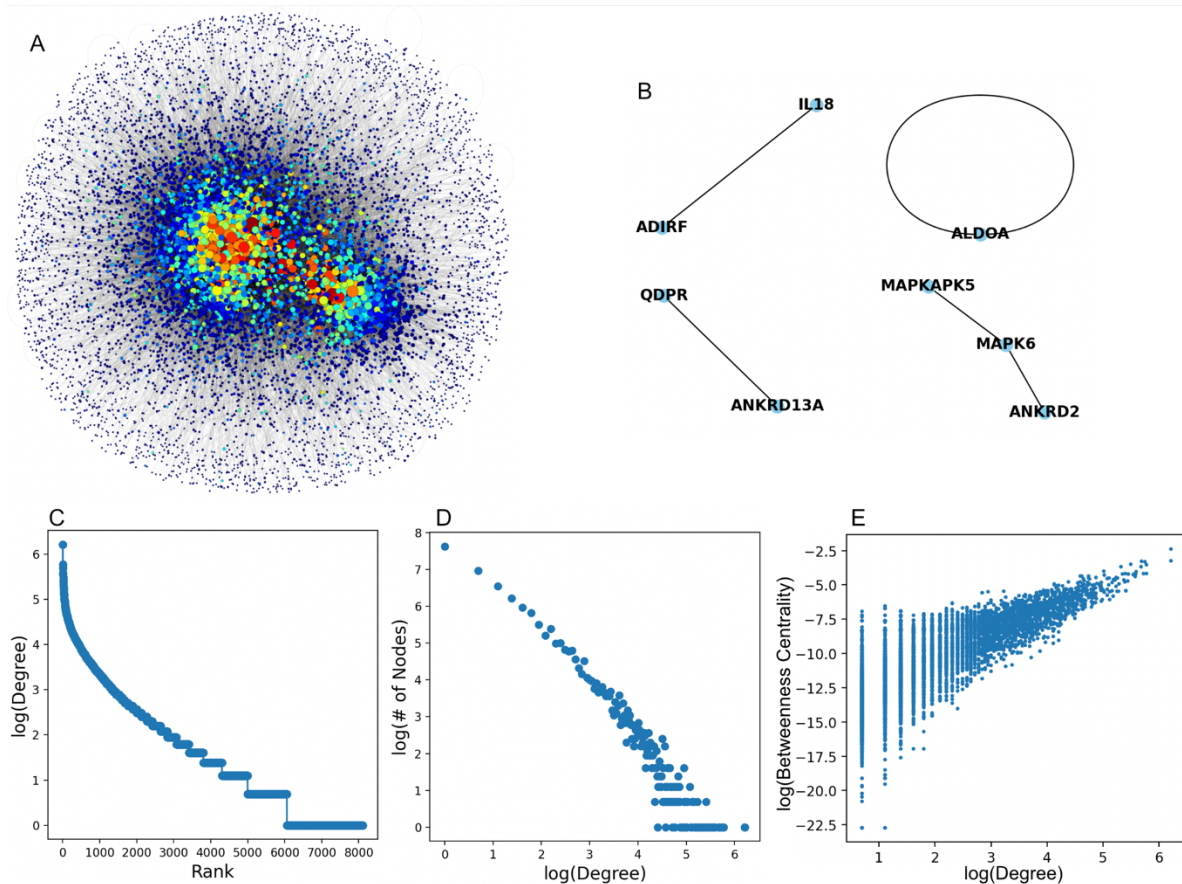 A
B
IL18
ADIRF
ALDOA
QDPR
MAPKAPK5
MAPK6
ANKRD13A
ANKRD2
C
log(Degree)
6
5
4
3
2
1
0
0 1000 2000 3000 4000 5000 6000 7000 8000
Rank
D
log(# of Nodes)
8
7
6
5
4
3
2
1
0
0 1 2 3 4 5 6
log(Degree)
E
log(Betweenness Centrality)
−2.5
−5.0
−7.5
−10.0
−12.5
−15.0
−17.5
−20.0
−22.5
1 2 3 4 5 6
log(Degree)